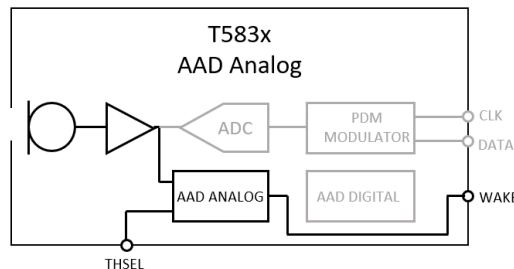 T583x
AAD Analog
ADC
PDM
MODULATOR
CLK
DATA
AAD ANALOG
AAD DIGITAL
WAKE
THSEL